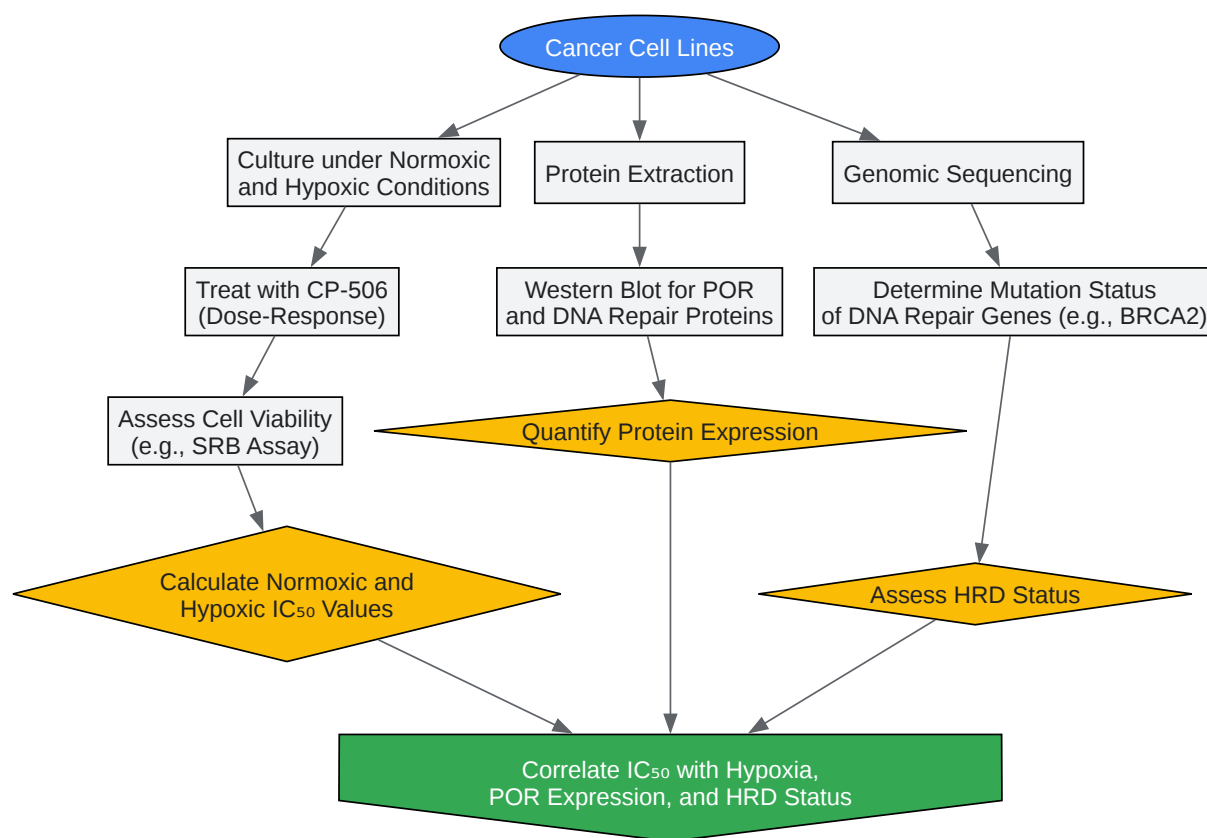 Cancer Cell Lines
Culture under Normoxic
and Hypoxic Conditions
Protein Extraction
Genomic Sequencing
Treat with CP-506
(Dose-Response)
Western Blot for POR
and DNA Repair Proteins
Determine Mutation Status
of DNA Repair Genes (e.g., BRCA2)
Assess Cell Viability
(e.g., SRB Assay)
Quantify Protein Expression
Calculate Normoxic and
Hypoxic IC₅₀ Values
Assess HRD Status
Correlate IC₅₀ with Hypoxia,
POR Expression, and HRD Status